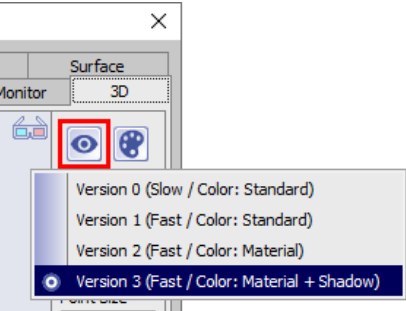 Surface
Monitor
3D
Version 0 (Slow / Color: Standard)
Version 1 (Fast / Color: Standard)
Version 2 (Fast / Color: Material)
Version 3 (Fast / Color: Material + Shadow)
Point Size